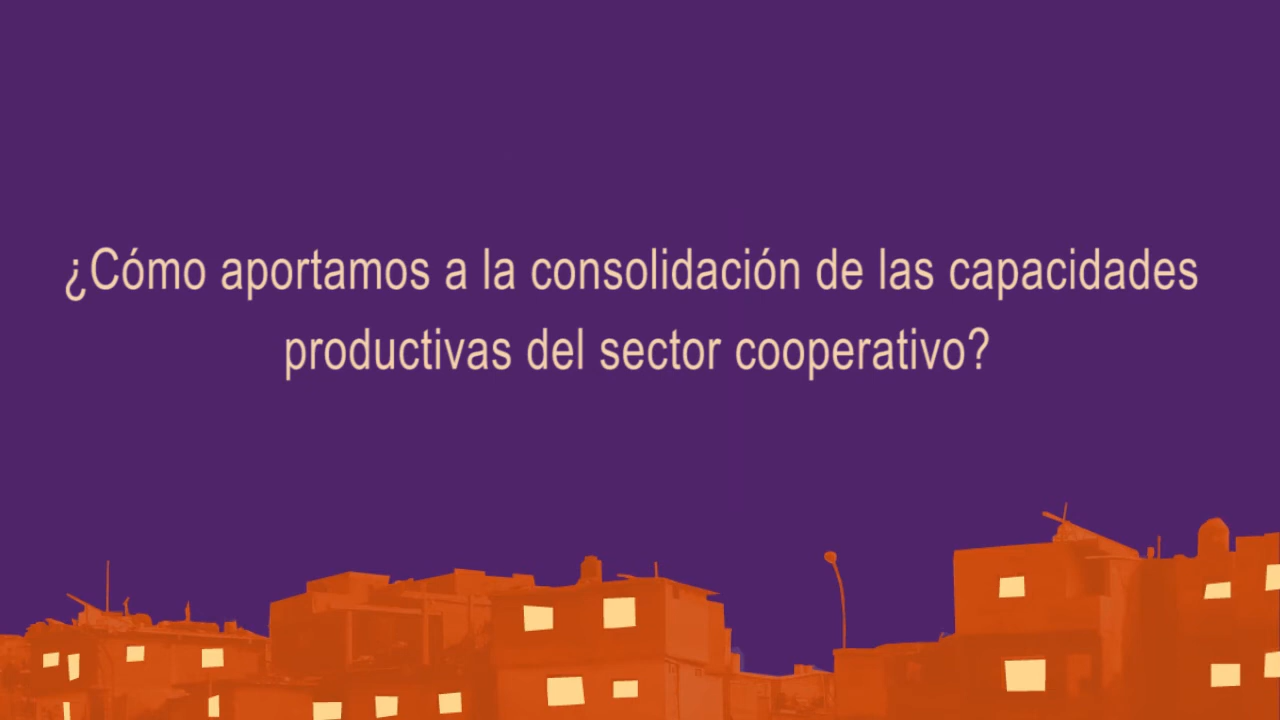 ¿Cómo aportamos a la consolidación de las capacidades
productivas del sector cooperativo?